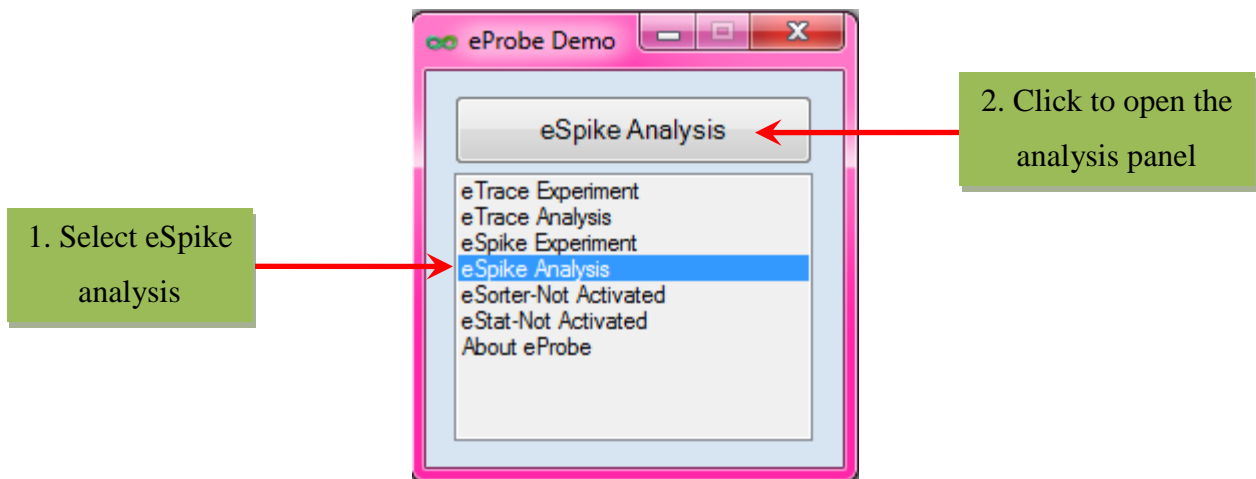 eProbe Demo
eSpike Analysis
2. Click to open the
analysis panel
eTrace Experiment
eTrace Analysis
eSpike Experiment
eSpike Analysis
eSorter-Not Activated
eStat-Not Activated
About eProbe
1. Select eSpike
analysis